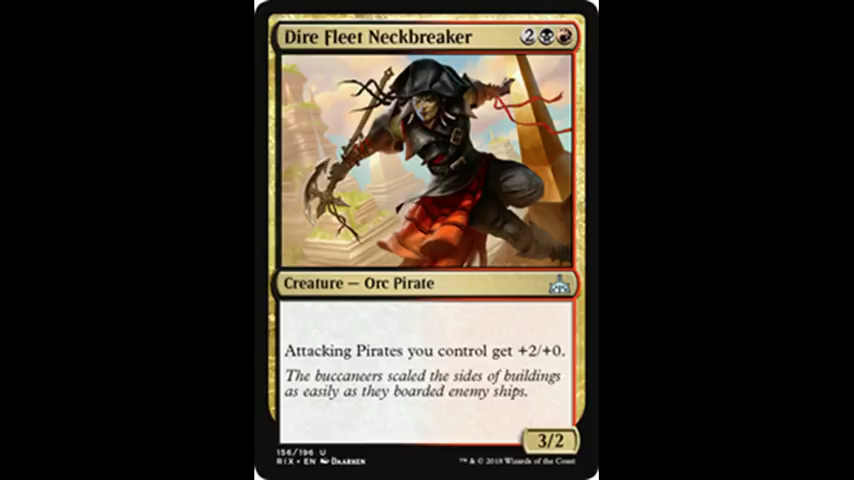 Dire Fleet Neckbreaker 2
Creature — Orc Pirate
Attacking Pirates you control get +2/+0.
The buccaneers scaled the sides of buildings
as easily as they boarded enemy ships.
3/2
156/196 U
RIX • EN Daarken
™ & © 2018 Wizards of the Coast